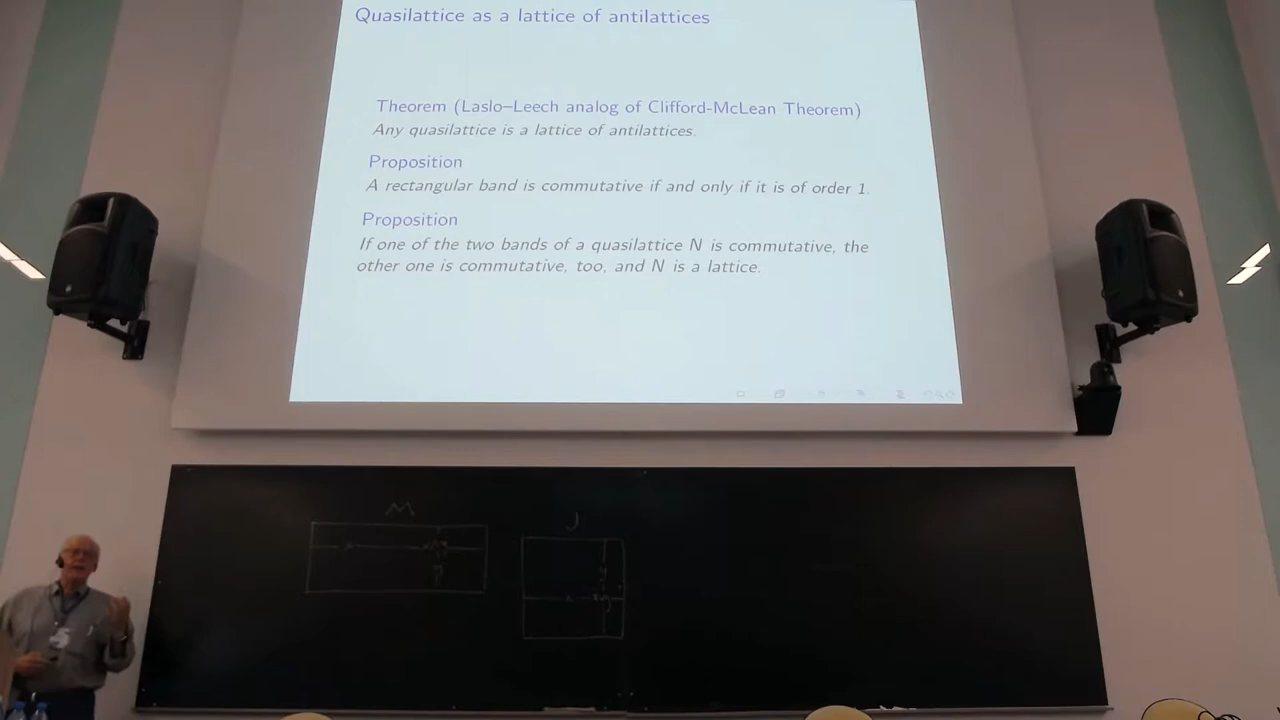 Quasilattice as a lattice of antilattices
Theorem (Laslo–Leech analog of Clifford-McLean Theorem)
Any quasilattice is a lattice of antilattices.
Proposition
A rectangular band is commutative if and only if it is of order 1.
Proposition
If one of the two bands of a quasilattice N is commutative, the
other one is commutative, too, and N is a lattice.
M
J
x
y
x